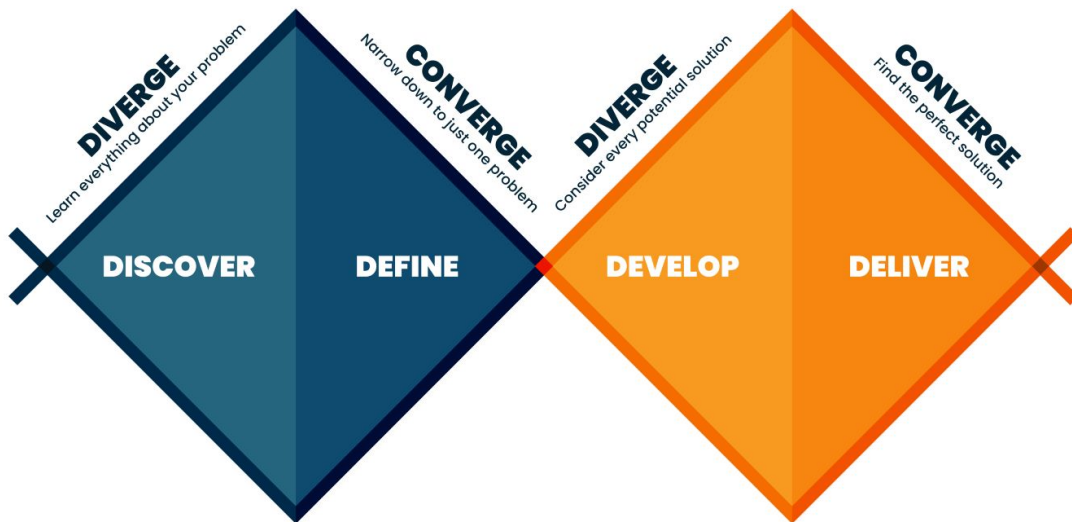 DIVERGE
Learn everything about your problem
CONVERGE
Narrow down to just one problem
DIVERGE
Consider every potential solution
CONVERGE
Find the perfect solution
DISCOVER
DEFINE
DEVELOP
DELIVER